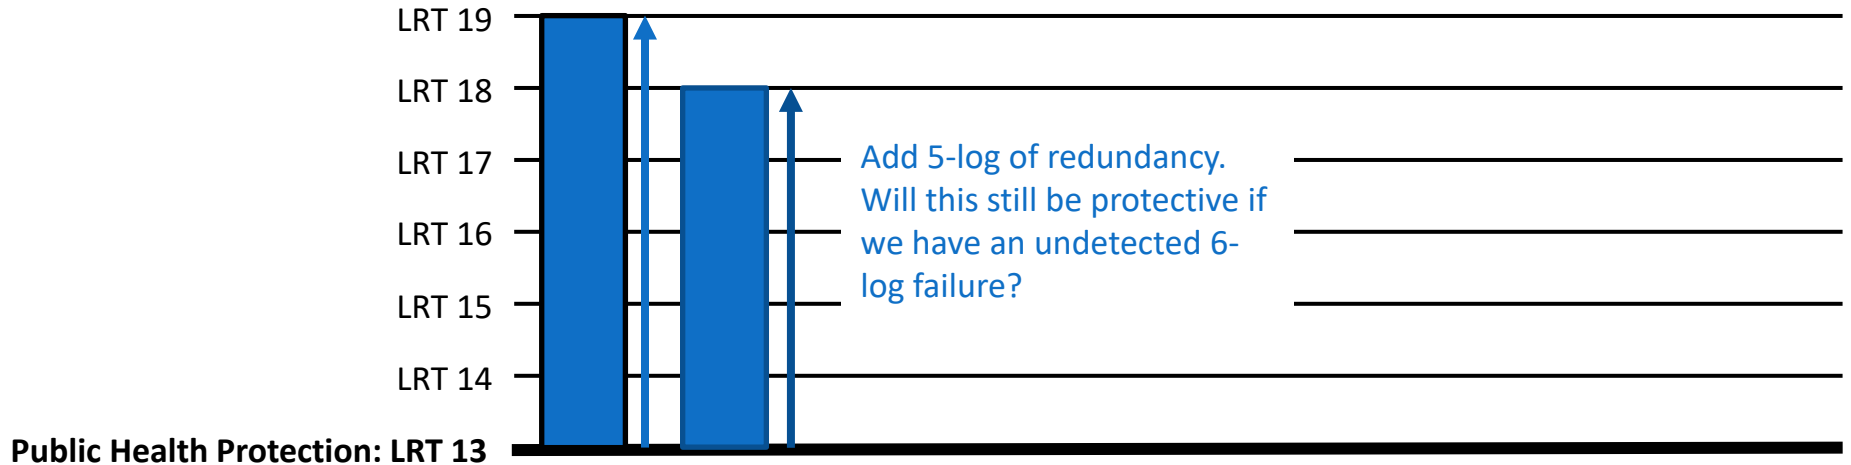 LRT 19
LRT 18
LRT 17
LRT 16
LRT 15
LRT 14
Public Health Protection: LRT 13
Add 5-log of redundancy.
Will this still be protective if
we have an undetected 6-
log failure?